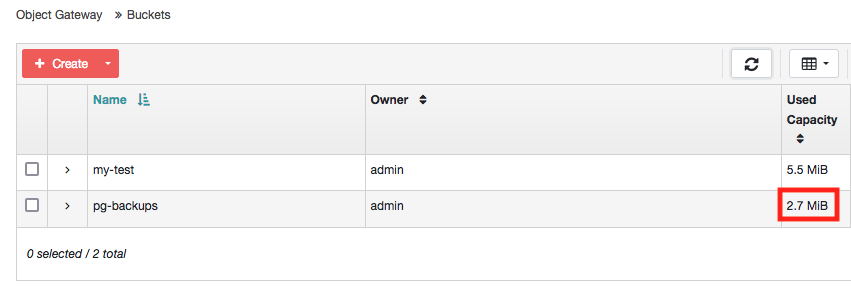 Object Gateway » Buckets
+ Create
Name Owner Used
Capacity
my-test admin 5.5 MiB
pg-backups admin 2.7 MiB
0 selected / 2 total